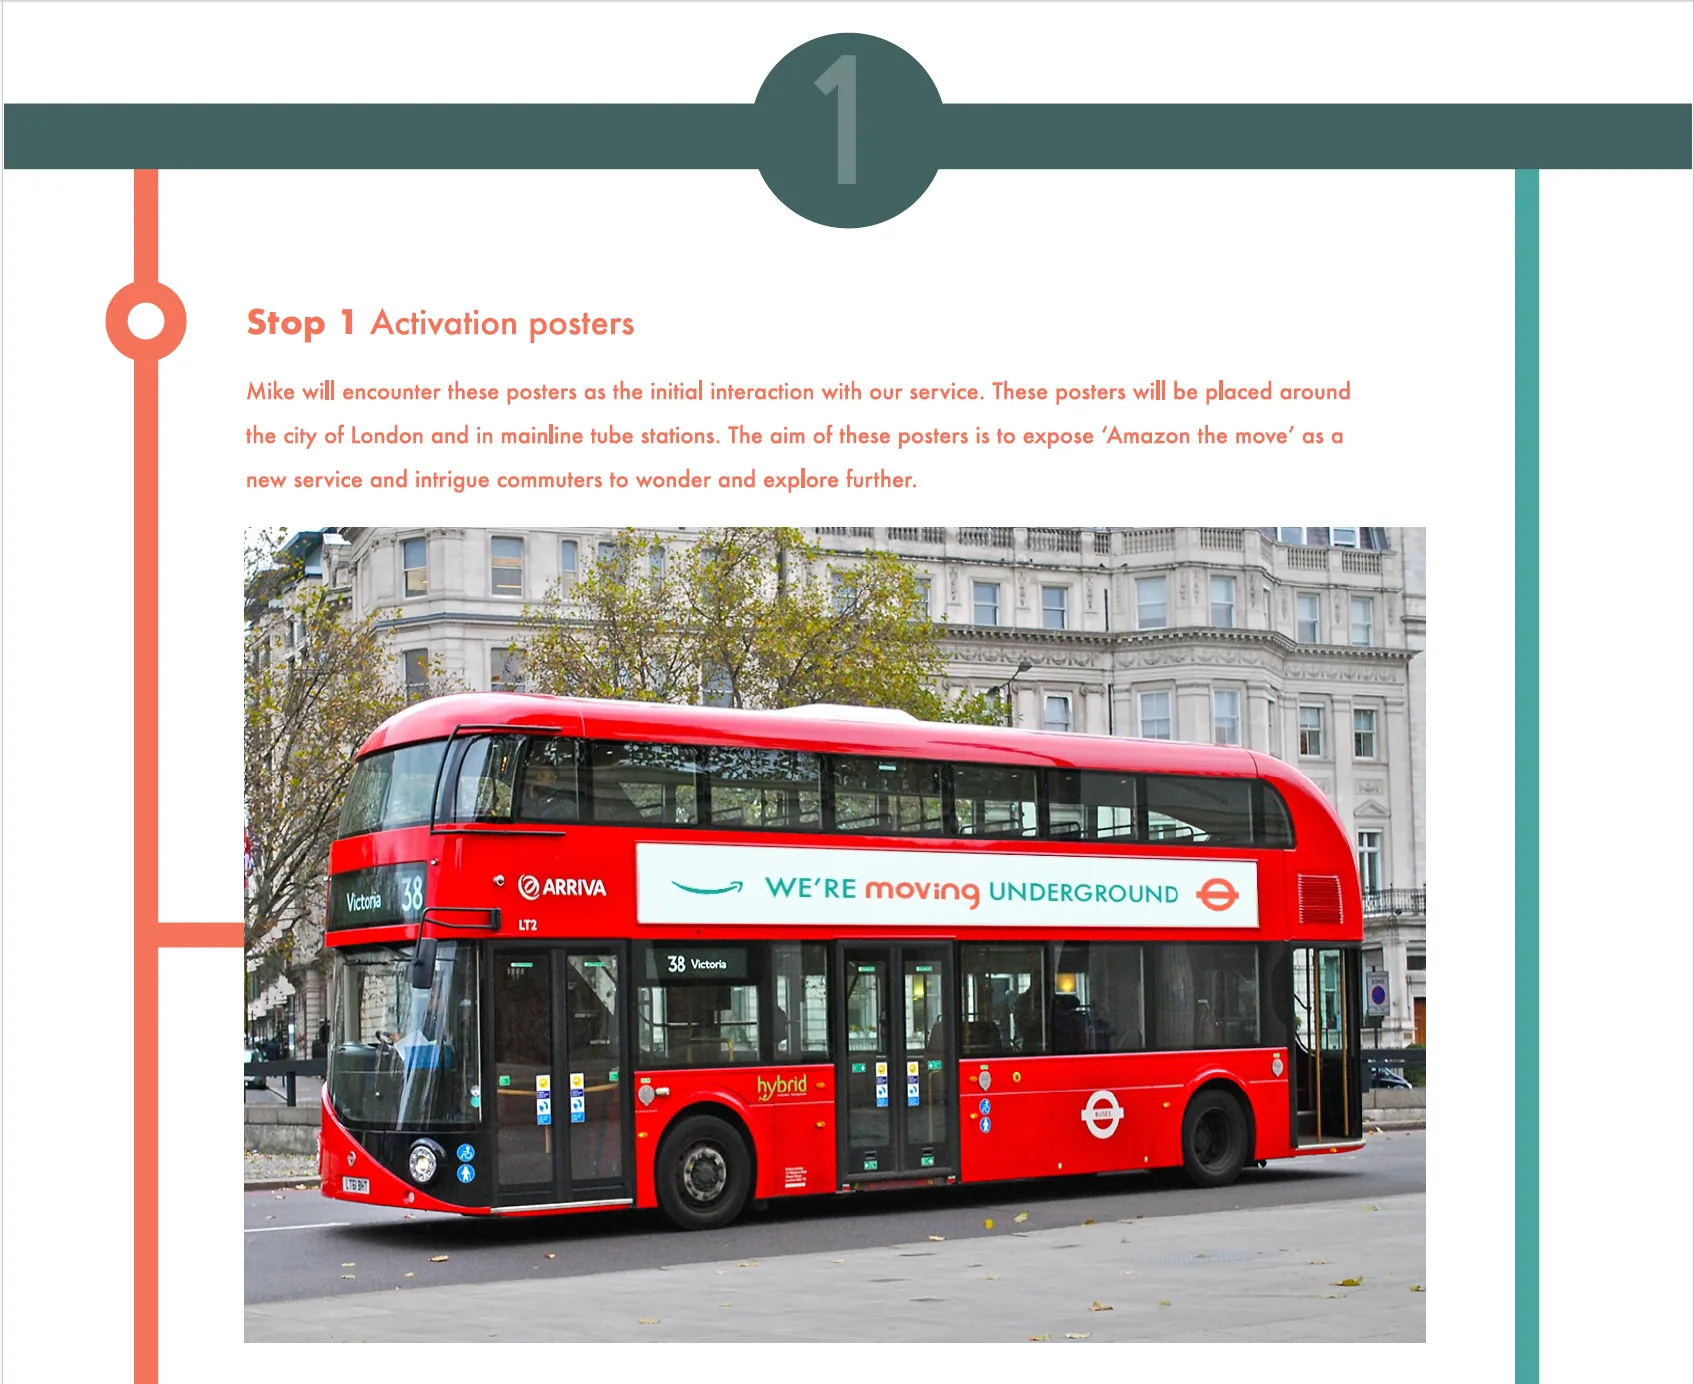 1
Stop 1 Activation posters
Mike will encounter these posters as the initial interaction with our service. These posters will be placed around
the city of London and in mainline tube stations. The aim of these posters is to expose ‘Amazon the move’ as a
new service and intrigue commuters to wonder and explore further.
Victoria 38
ARRIVA
LT2
WE'RE moving UNDERGROUND
38 Victoria
hybrid
BUSES
LT61 BHT